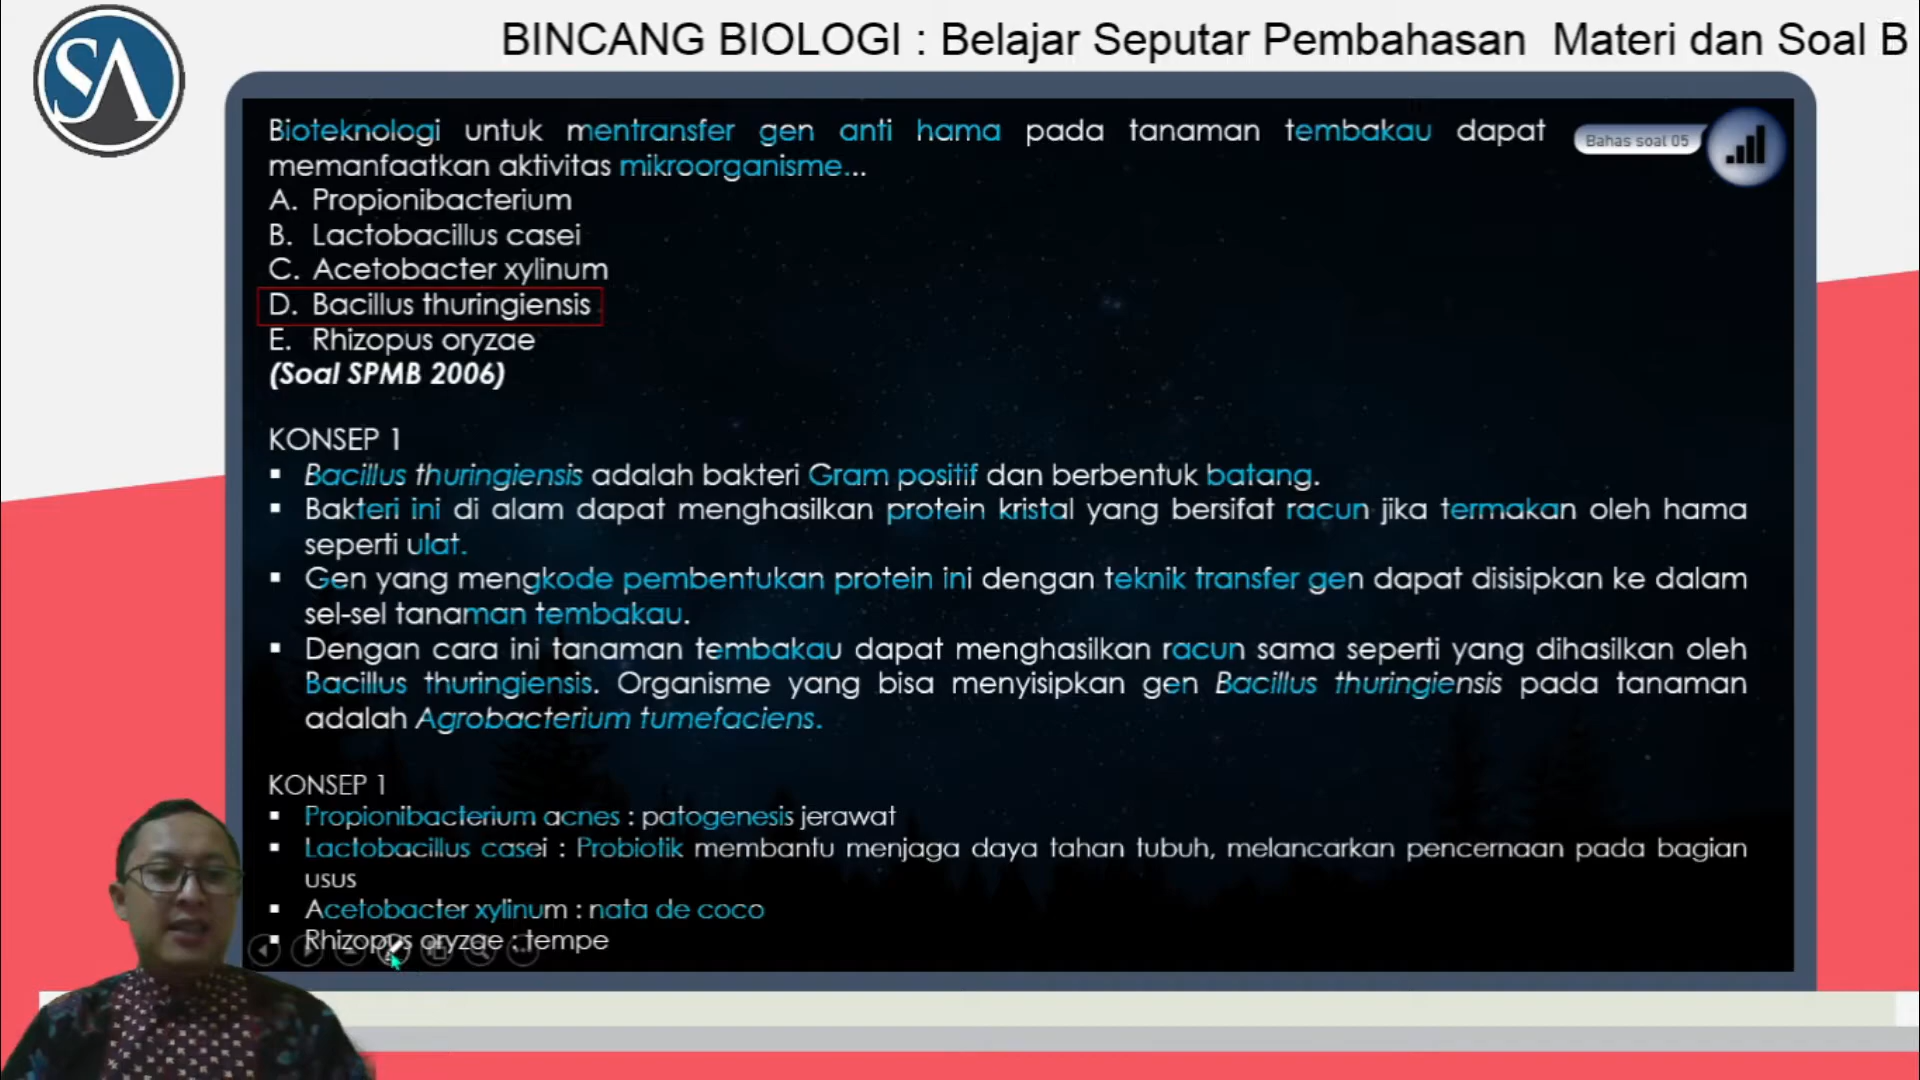 SA
BINCANG BIOLOGI : Belajar Seputar Pembahasan Materi dan Soal B
Bioteknologi untuk mentransfer gen anti hama pada tanaman tembakau dapat
memanfaatkan aktivitas mikroorganisme...
Bahas soal 05
A. Propionibacterium
B. Lactobacillus casei
C. Acetobacter xylinum
D. Bacillus thuringiensis
E. Rhizopus oryzae
(Soal SPMB 2006)
KONSEP 1
▪ Bacillus thuringiensis adalah bakteri Gram positif dan berbentuk batang.
▪ Bakteri ini di alam dapat menghasilkan protein kristal yang bersifat racun jika termakan oleh hama
seperti ulat.
▪ Gen yang mengkode pembentukan protein ini dengan teknik transfer gen dapat disisipkan ke dalam
sel-sel tanaman tembakau.
▪ Dengan cara ini tanaman tembakau dapat menghasilkan racun sama seperti yang dihasilkan oleh
Bacillus thuringiensis. Organisme yang bisa menyisipkan gen Bacillus thuringiensis pada tanaman
adalah Agrobacterium tumefaciens.
KONSEP 1
▪ Propionibacterium acnes : patogenesis jerawat
▪ Lactobacillus casei : Probiotik membantu menjaga daya tahan tubuh, melancarkan pencernaan pada bagian
usus
▪ Acetobacter xylinum : nata de coco
▪ Rhizopus oryzae : tempe